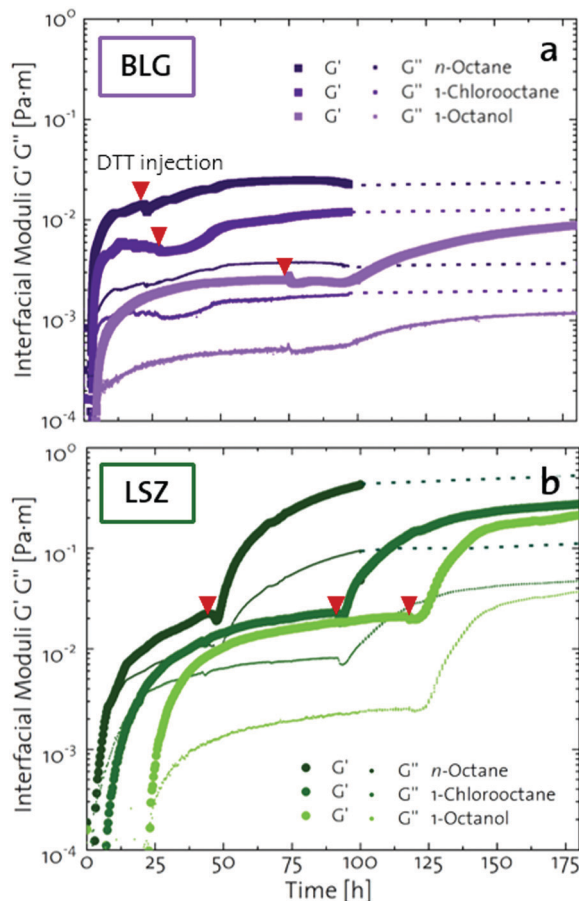 a
BLG
G' G'' n-Octane
G' G'' 1-Chlorooctane
G' G'' 1-Octanol
DTT injection
Interfacial Moduli G' G'' [Pa·m]
10⁰
10⁻¹
10⁻²
10⁻³
10⁻⁴
b
LSZ
Interfacial Moduli G' G'' [Pa·m]
10⁰
10⁻¹
10⁻²
10⁻³
10⁻⁴
G' G'' n-Octane
G' G'' 1-Chlorooctane
G' G'' 1-Octanol
0 25 50 75 100 125 150 175
Time [h]